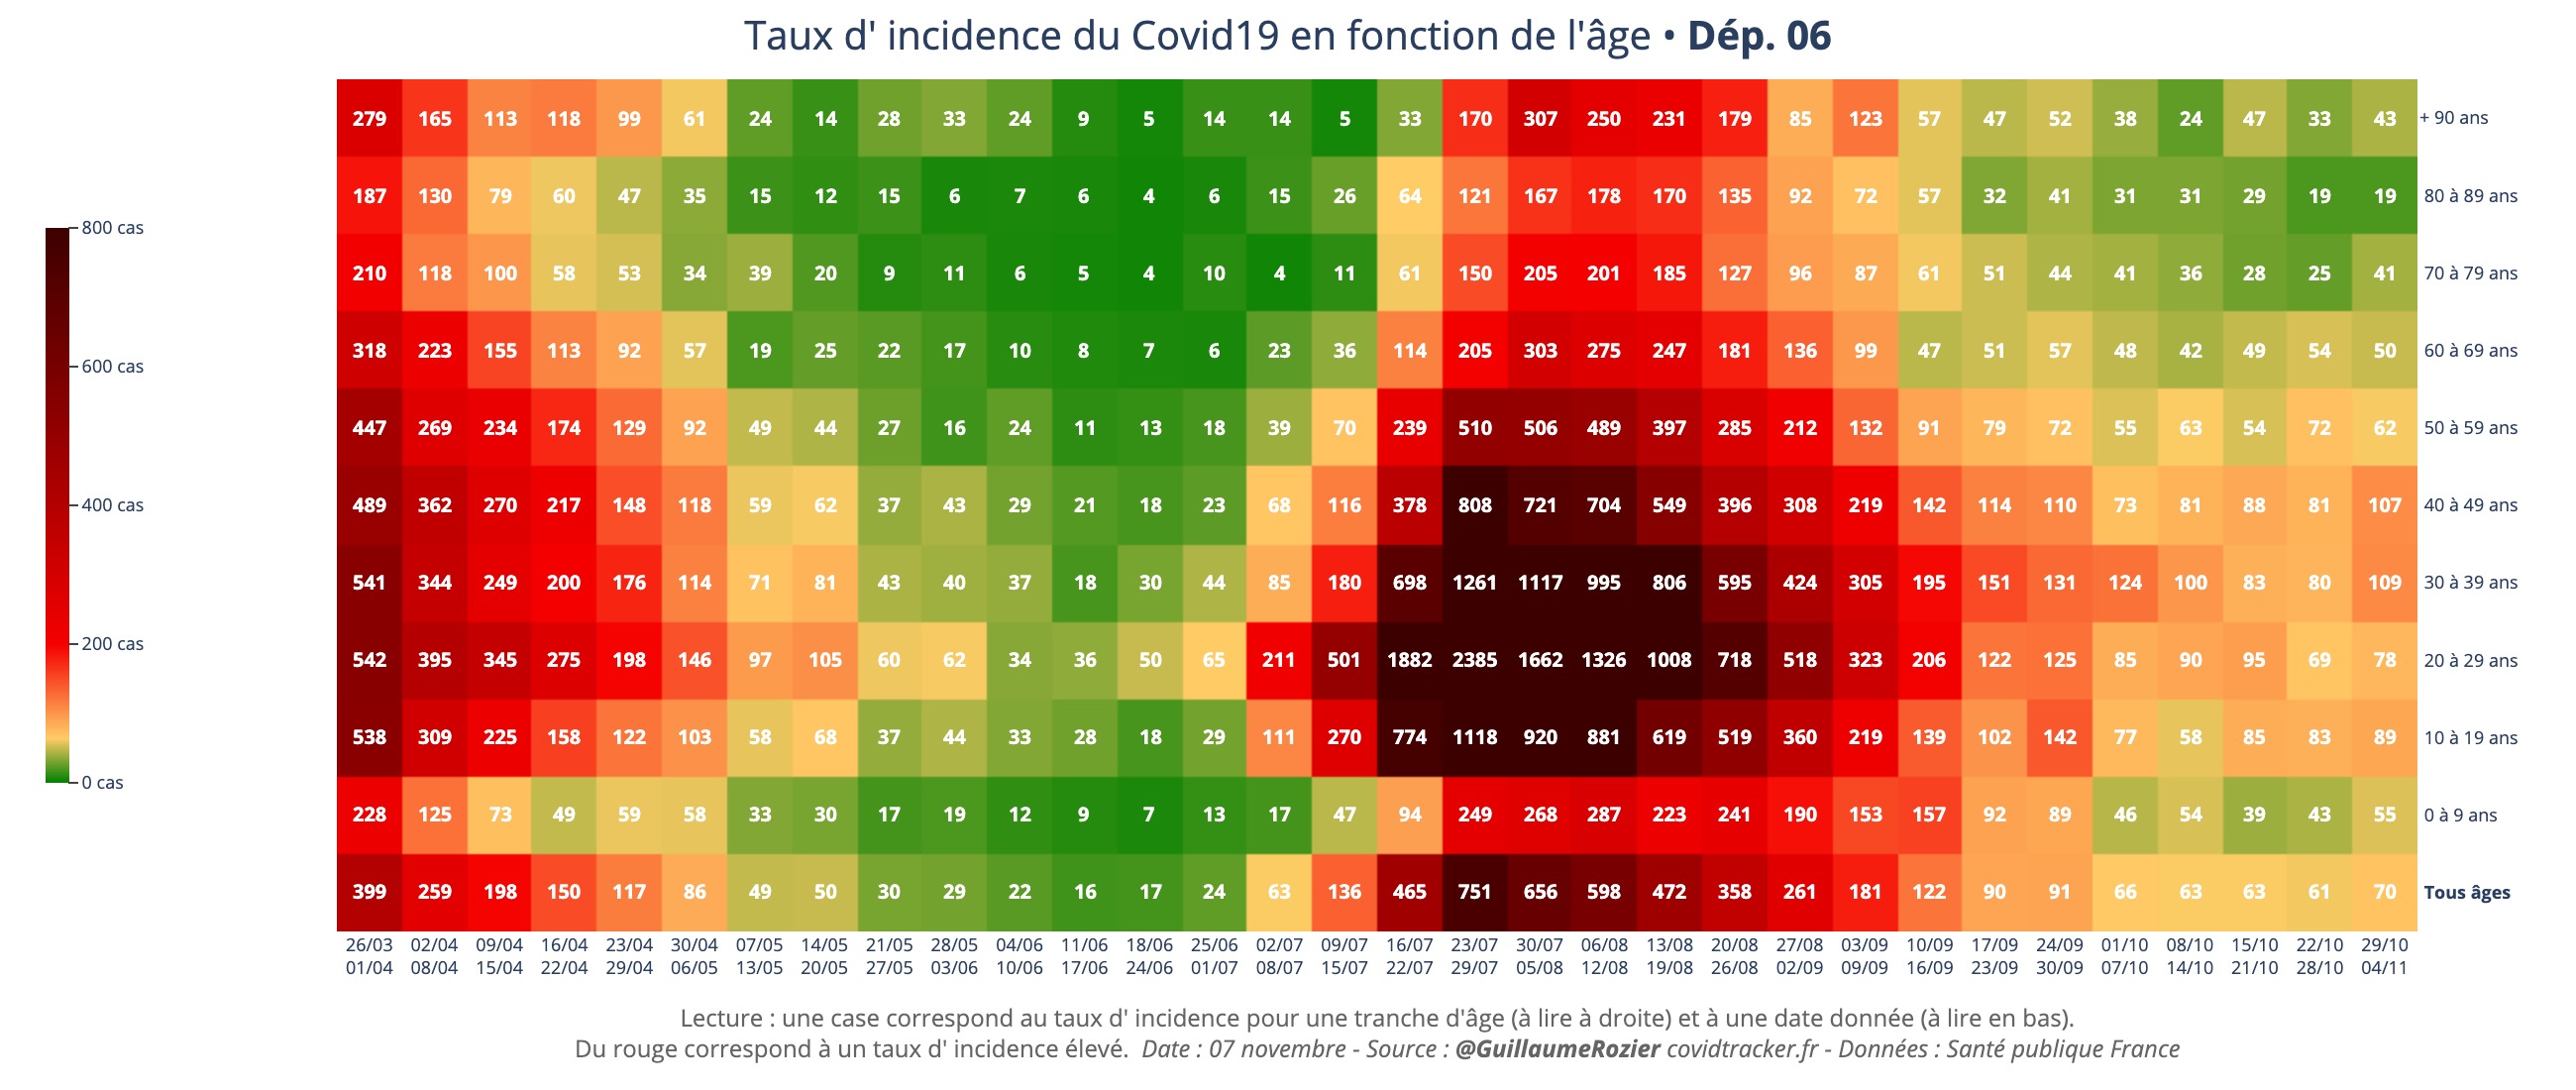 Taux d' incidence du Covid19 en fonction de l'âge • Dép. 06
800 cas
600 cas
400 cas
200 cas
0 cas
279 165 113 118 99 61 24 14 28 33 24 9 5 14 14 5 33 170 307 250 231 179 85 123 57 47 52 38 24 47 33 43 + 90 ans
187 130 79 60 47 35 15 12 15 6 7 6 4 6 15 26 64 121 167 178 170 135 92 72 57 32 41 31 31 29 19 19 80 à 89 ans
210 118 100 58 53 34 39 20 9 11 6 5 4 10 4 11 61 150 205 201 185 127 96 87 61 51 44 41 36 28 25 41 70 à 79 ans
318 223 155 113 92 57 19 25 22 17 10 8 7 6 23 36 114 205 303 275 247 181 136 99 47 51 57 48 42 49 54 50 60 à 69 ans
447 269 234 174 129 92 49 44 27 16 24 11 13 18 39 70 239 510 506 489 397 285 212 132 91 79 72 55 63 54 72 62 50 à 59 ans
489 362 270 217 148 118 59 62 37 43 29 21 18 23 68 116 378 808 721 704 549 396 308 219 142 114 110 73 81 88 81 107 40 à 49 ans
541 344 249 200 176 114 71 81 43 40 37 18 30 44 85 180 698 1261 1117 995 806 595 424 305 195 151 131 124 100 83 80 109 30 à 39 ans
542 395 345 275 198 146 97 105 60 62 34 36 50 65 211 501 1882 2385 1662 1326 1008 718 518 323 206 122 125 85 90 95 69 78 20 à 29 ans
538 309 225 158 122 103 58 68 37 44 33 28 18 29 111 270 774 1118 920 881 619 519 360 219 139 102 142 77 58 85 83 89 10 à 19 ans
228 125 73 49 59 58 33 30 17 19 12 9 7 13 17 47 94 249 268 287 223 241 190 153 157 92 89 46 54 39 43 55 0 à 9 ans
399 259 198 150 117 86 49 50 30 29 22 16 17 24 63 136 465 751 656 598 472 358 261 181 122 90 91 66 63 63 61 70 Tous âges
26/03 02/04 09/04 16/04 23/04 30/04 07/05 14/05 21/05 28/05 04/06 11/06 18/06 25/06 02/07 09/07 16/07 23/07 30/07 06/08 13/08 20/08 27/08 03/09 10/09 17/09 24/09 01/10 08/10 15/10 22/10 29/10
01/04 08/04 15/04 22/04 29/04 06/05 13/05 20/05 27/05 03/06 10/06 17/06 24/06 01/07 08/07 15/07 22/07 29/07 05/08 12/08 19/08 26/08 02/09 09/09 16/09 23/09 30/09 07/10 14/10 21/10 28/10 04/11
Lecture : une case correspond au taux d' incidence pour une tranche d'âge (à lire à droite) et à une date donnée (à lire en bas).
Du rouge correspond à un taux d' incidence élevé. Date : 07 novembre - Source : @GuillaumeRozier covidtracker.fr - Données : Santé publique France